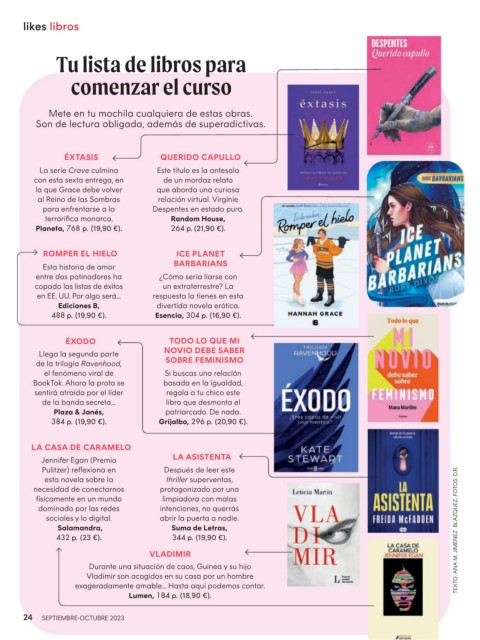 likes libros
Tu lista de libros para
comenzar el curso
Mete en tu mochila cualquiera de estas obras.
Son de lectura obligada, además de superadictivas.
ÉXTASIS
La serie Crave culmina
con esta sexta entrega, en
la que Grace debe volver
al Reino de las Sombras
para enfrentarse a la
terrorífica monarca.
Planeta, 768 p. (19,90 €).
QUERIDO CAPULLO
Este título es la antesala
de un mordaz relato
que aborda una curiosa
relación virtual. Virginie
Despentes en estado puro.
Random House,
264 p. (21,90 €).
ROMPER EL HIELO
Esta historia de amor
entre dos patinadores ha
copado las listas de éxitos
en EE. UU. Por algo será...
Ediciones B,
488 p. (19,90 €).
ICE PLANET
BARBARIANS
¿Cómo sería liarse con
un extraterrestre? La
respuesta la tienes en esta
divertida novela erótica.
Esencia, 304 p. (16,90 €).
ÉXODO
Llega la segunda parte
de la trilogía Ravenhood,
el fenómeno viral de
BookTok. Ahora la prota se
sentirá atraída por el líder
de la banda secreta...
Plaza & Janés,
384 p. (19,90 €).
TODO LO QUE MI
NOVIO DEBE SABER
SOBRE FEMINISMO
Si buscas una relación
basada en la igualdad,
regala a tu chico este
libro que desmonta el
patriarcado. De nada.
Grijalbo, 296 p. (20,90 €).
LA CASA DE CARAMELO
Jennifer Egan (Premio
Pulitzer) reflexiona en
esta novela sobre la
necesidad de conectarnos
físicamente en un mundo
dominado por las redes
sociales y lo digital.
Salamandra,
432 p. (23 €).
LA ASISTENTA
Después de leer este
thriller superventas,
protagonizado por una
limpiadora con malas
intenciones, no querrás
abrir la puerta a nadie.
Suma de Letras,
344 p. (19,90 €).
VLADIMIR
Durante una situación de caos, Guinea y su hijo
Vladimir son acogidos en su casa por un hombre
exageradamente amable... Hasta aquí podemos contar.
Lumen, 184 p. (18,90 €).
DESPENTES
Querido capullo
éxtasis
Romper el hielo
HANNAH GRACE
B
ICE
PLANET
BARBARIANS
RUBY DIXON
TRILOGÍA
RAVENHOOD
ÉXODO
KATE
STEWART
Todo lo que
MI
NOVIO
debe saber
sobre
FEMINISMO
LA
ASISTENTA
FREIDA McFADDEN
Leticia Martin
VLA
DI
MIR
LA CASA DE
CARAMELO
JENNIFER EGAN
TEXTO: ANA M. JIMÉNEZ BLÁZQUEZ. FOTOS: D.R.
24 SEPTIEMBRE-OCTUBRE 2023